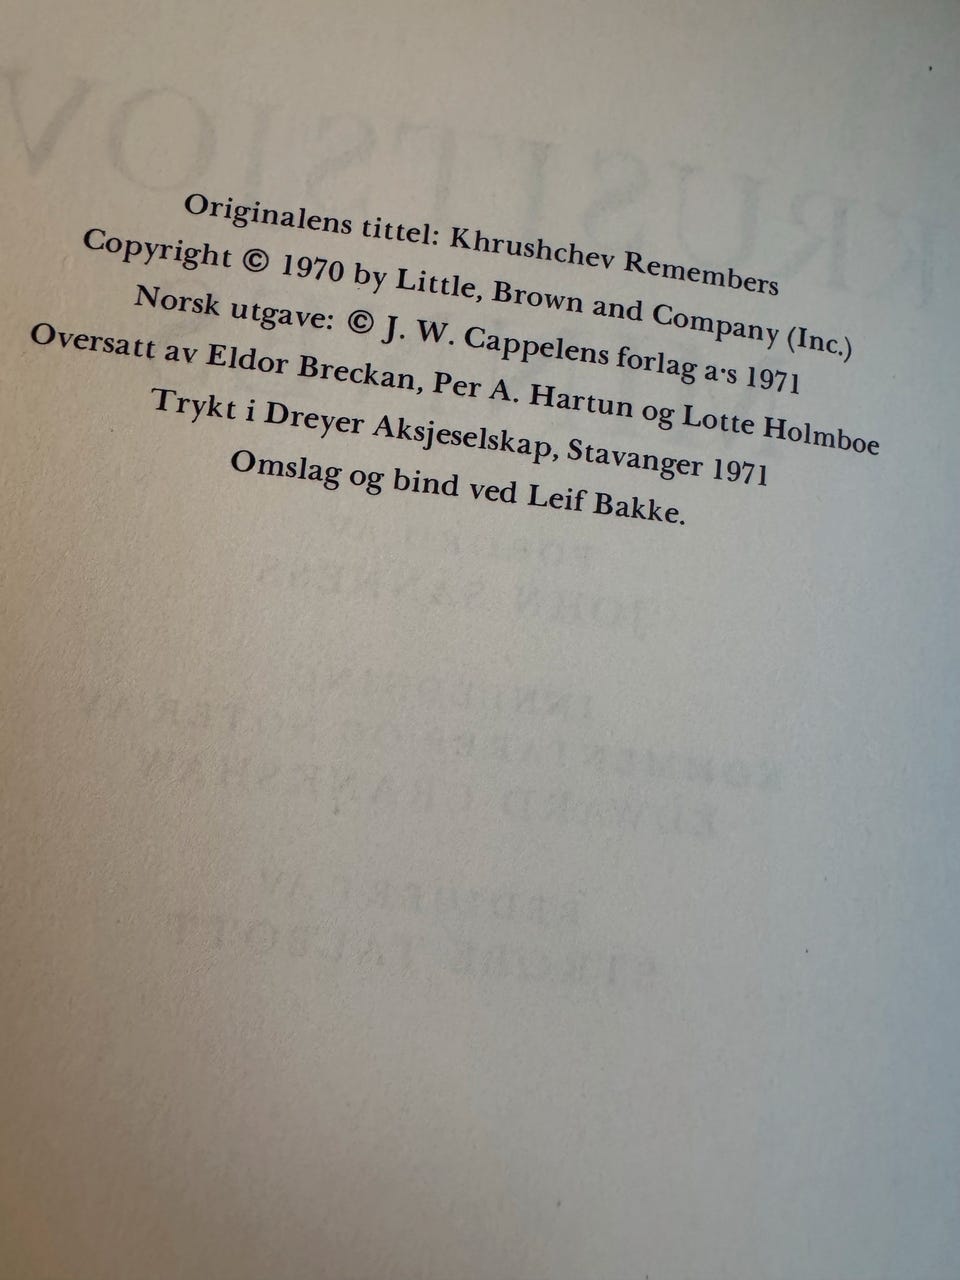 Originalens tittel: Khrushchev Remembers
Copyright © 1970 by Little, Brown and Company (Inc.)
Norsk utgave: © J. W. Cappelens forlag a·s 1971
Oversatt av Eldor Breckan, Per A. Hartun og Lotte Holmboe
Trykt i Dreyer Aksjeselskap, Stavanger 1971
Omslag og bind ved Leif Bakke.